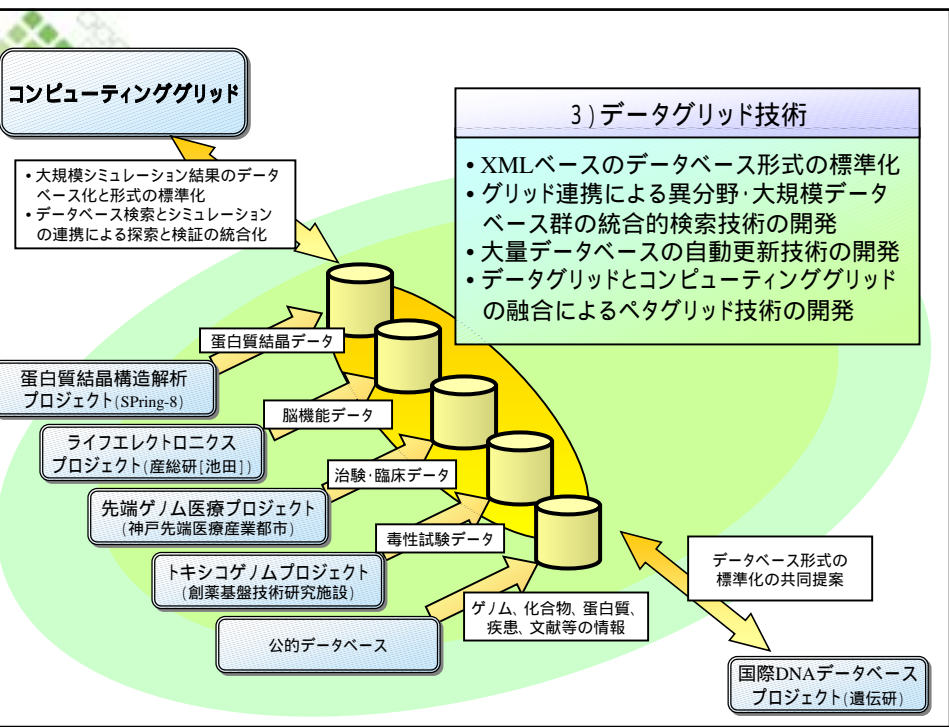 コンピューティンググリッド
3)データグリッド技術
• XMLベースのデータベース形式の標準化
• グリッド連携による異分野･大規模データ
ベース群の統合的検索技術の開発
• 大量データベースの自動更新技術の開発
• データグリッドとコンピューティンググリッド
の融合によるペタグリッド技術の開発
• 大規模シミュレーション結果のデータ
ベース化と形式の標準化
• データベース検索とシミュレーション
の連携による探索と検証の統合化
蛋白質結晶データ
蛋白質結晶構造解析
プロジェクト(SPring-8)
脳機能データ
ライフエレクトロニクス
プロジェクト(産総研[池田])
治験･臨床データ
先端ゲノム医療プロジェクト
(神戸先端医療産業都市)
毒性試験データ
トキシコゲノムプロジェクト
(創薬基盤技術研究施設)
ゲノム、化合物、蛋白質、
疾患、文献等の情報
公的データベース
データベース形式の
標準化の共同提案
国際DNAデータベース
プロジェクト(遺伝研)